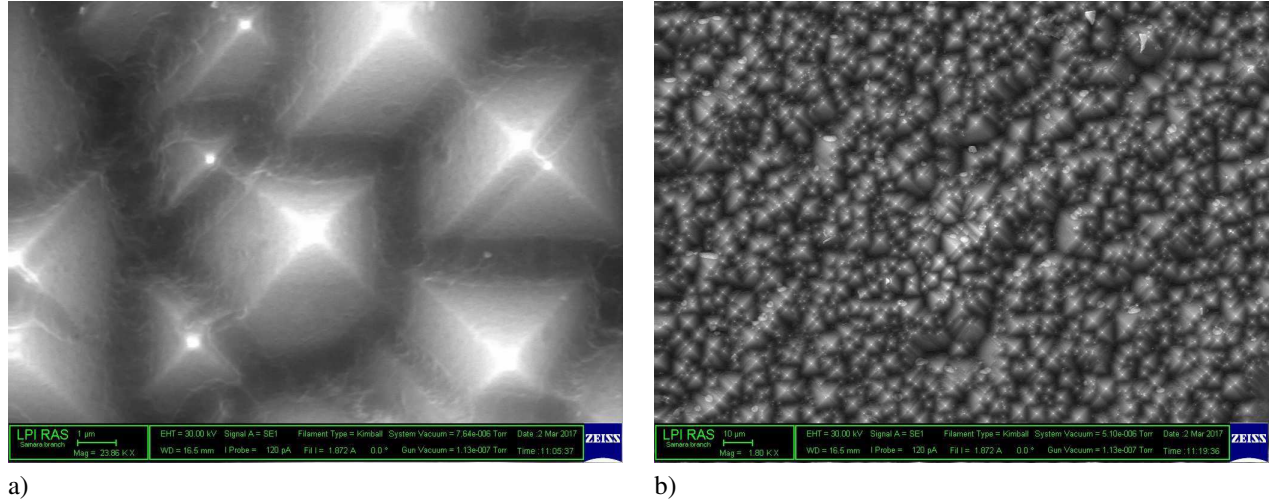 LPI RAS
Samara branch
1 µm
Mag = 23.86 K X
EHT = 30.00 kV Signal A = SE1 Filament Type = Kimball System Vacuum = 7.64e-006 Torr Date :2 Mar 2017
WD = 16.5 mm I Probe = 120 pA Fil I = 1.872 A 0.0 ° Gun Vacuum = 1.13e-007 Torr Time : 11:05:37
ZEISS
LPI RAS
Samara branch
10 µm
Mag = 1.80 K X
EHT = 30.00 kV Signal A = SE1 Filament Type = Kimball System Vacuum = 5.10e-006 Torr Date :2 Mar 2017
WD = 16.5 mm I Probe = 120 pA Fil I = 1.872 A 0.0 ° Gun Vacuum = 1.13e-007 Torr Time : 11:19:36
ZEISS
a)
b)